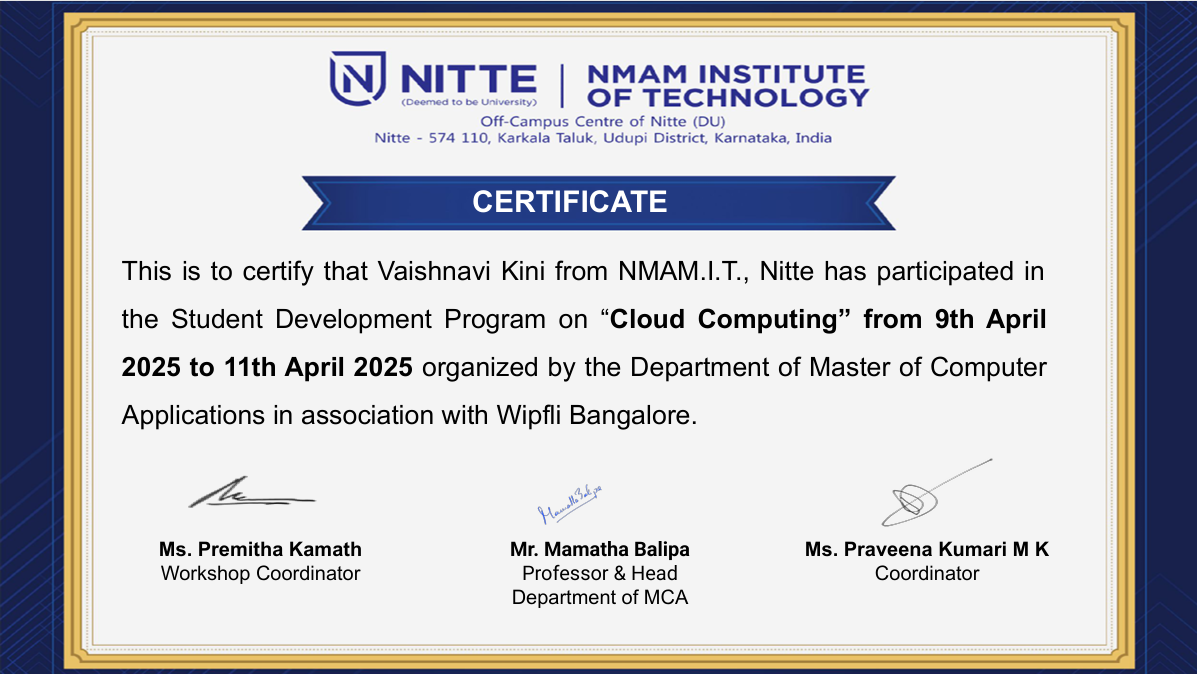 NITTE
(Deemed to be University)
NMAM INSTITUTE
OF TECHNOLOGY
Off-Campus Centre of Nitte (DU)
Nitte - 574 110, Karkala Taluk, Udupi District, Karnataka, India
CERTIFICATE
This is to certify that Vaishnavi Kini from NMAM.I.T., Nitte has participated in
the Student Development Program on “Cloud Computing” from 9th April
2025 to 11th April 2025 organized by the Department of Master of Computer
Applications in association with Wipfli Bangalore.
MamathaBalipa
Ms. Premitha Kamath
Workshop Coordinator
Mr. Mamatha Balipa
Professor & Head
Department of MCA
Ms. Praveena Kumari M K
Coordinator